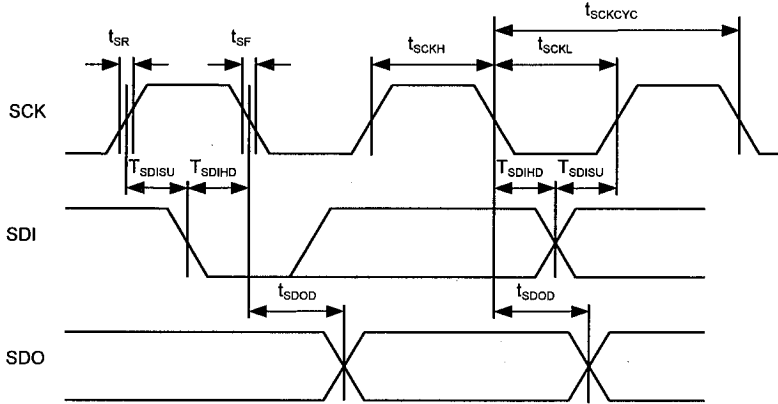 tSCKCYC
tSR
tSF
tSCKH
tSCKL
SCK
TSDISU
TSDIHD
TSDIHD
TSDISU
SDI
tSDOD
tSDOD
SDO